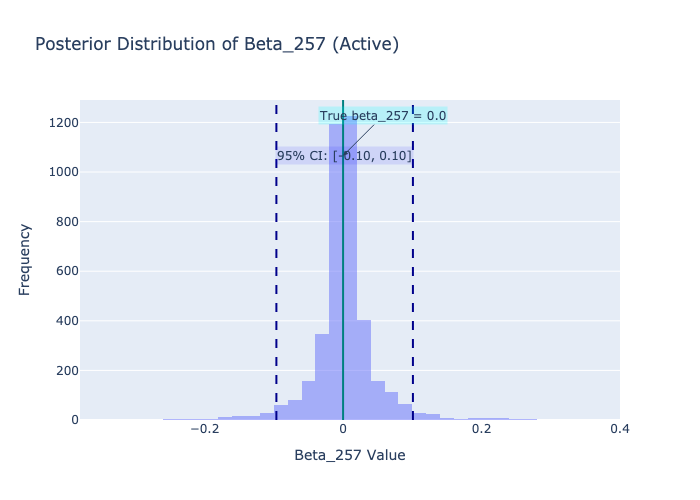 Posterior Distribution of Beta_257 (Active)
True beta_257 = 0.0
95% CI: [-0.10, 0.10]
1200
1000
800
600
400
200
0
Frequency
−0.2
0
0.2
0.4
Beta_257 Value